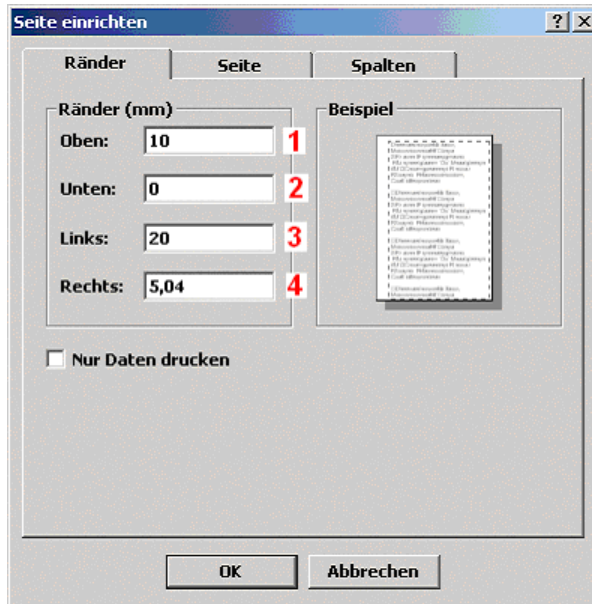 Seite einrichten
Ränder Seite Spalten
Ränder (mm)
Oben: 10 1
Unten: 0 2
Links: 20 3
Rechts: 5,04 4
Beispiel
Nur Daten drucken
OK Abbrechen